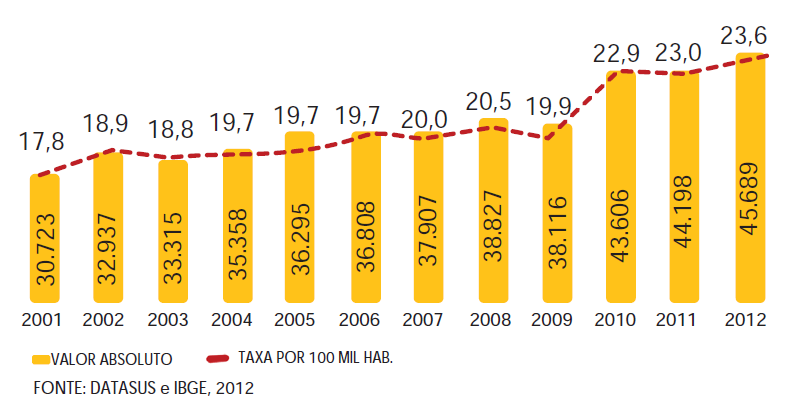 17,8 18,9 18,8 19,7 19,7 19,7 20,0 20,5 19,9 22,9 23,0 23,6
30.723 32.937 33.315 35.358 36.295 36.808 37.907 38.827 38.116 43.606 44.198 45.689
2001 2002 2003 2004 2005 2006 2007 2008 2009 2010 2011 2012
VALOR ABSOLUTO TAXA POR 100 MIL HAB.
FONTE: DATASUS e IBGE, 2012